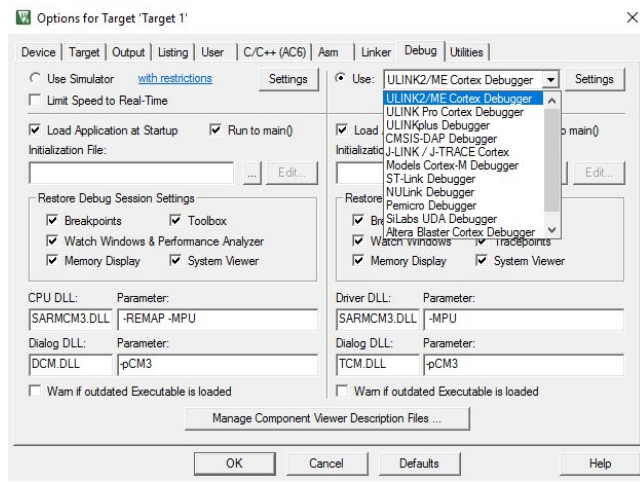 Options for Target 'Target 1'
Device Target Output Listing User C/C++ (AC6) Asm Linker Debug Utilities
Use Simulator with restrictions Settings
Limit Speed to Real-Time
Load Application at Startup Run to main()
Initialization File:
... Edit...
Restore Debug Session Settings
Breakpoints Toolbox
Watch Windows & Performance Analyzer
Memory Display System Viewer
CPU DLL: Parameter:
SARMCM3.DLL -REMAP -MPU
Dialog DLL: Parameter:
DCM.DLL -pCM3
Warn if outdated Executable is loaded
Use: ULINK2/ME Cortex Debugger Settings
ULINK2/ME Cortex Debugger
ULINK Pro Cortex Debugger
ULINKplus Debugger
CMSIS-DAP Debugger
J-LINK / J-TRACE Cortex
Models Cortex-M Debugger
ST-Link Debugger
NULink Debugger
Pemicro Debugger
SiLabs UDA Debugger
Altera Blaster Cortex Debugger
Edit...
Watch Windows Tracepoints
Memory Display System Viewer
Driver DLL: Parameter:
SARMCM3.DLL -MPU
Dialog DLL: Parameter:
TCM.DLL -pCM3
Warn if outdated Executable is loaded
Manage Component Viewer Description Files ...
OK Cancel Defaults Help